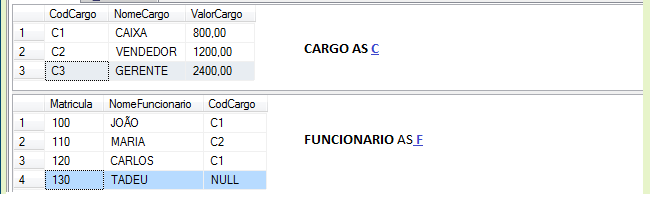 CodCargo NomeCargo ValorCargo
1 C1 CAIXA 800,00
2 C2 VENDEDOR 1200,00
3 C3 GERENTE 2400,00
CARGO AS C
Matricula NomeFuncionario CodCargo
1 100 JOÃO C1
2 110 MARIA C2
3 120 CARLOS C1
4 130 TADEU NULL
FUNCIONARIO AS F